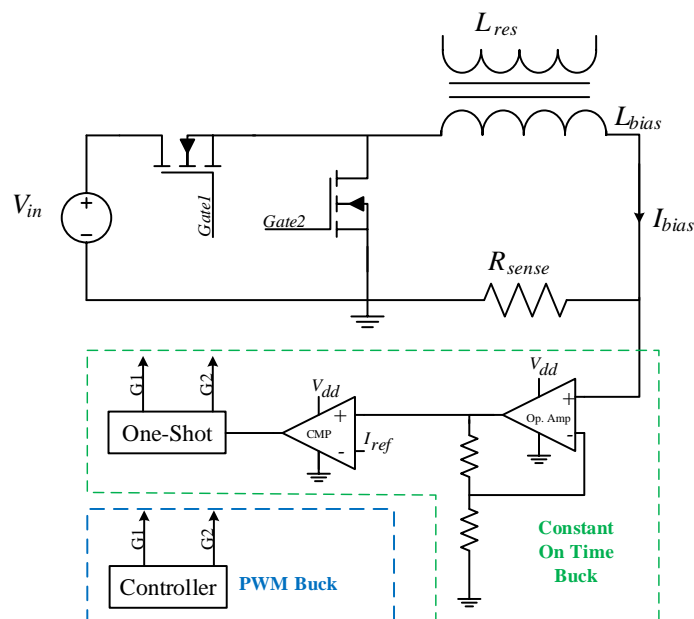 L_res
L_bias
V_in
+
−
Gate1
Gate2
I_bias
R_sense
G1
G2
V_dd
V_dd
One-Shot
+
CMP
-
I_ref
+
Op. Amp
-
G1
G2
Controller
PWM Buck
Constant
On Time
Buck